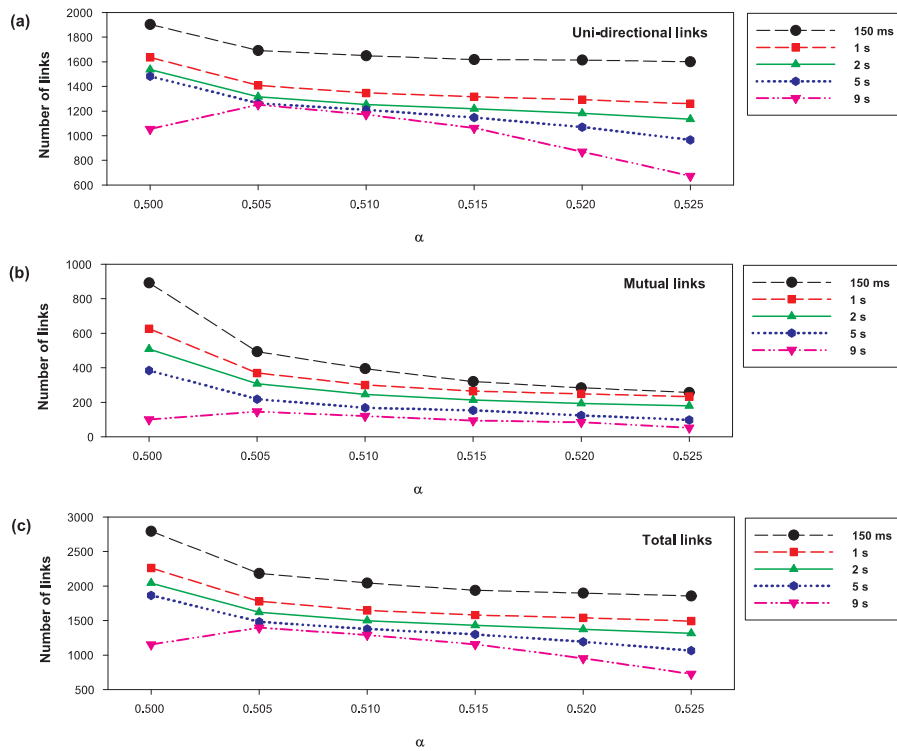 (a)
Uni-directional links
Number of links
2000
1800
1600
1400
1200
1000
800
600
0.500 0.505 0.510 0.515 0.520 0.525
α
150 ms
1 s
2 s
5 s
9 s
(b)
Mutual links
Number of links
1000
800
600
400
200
0
0.500 0.505 0.510 0.515 0.520 0.525
α
150 ms
1 s
2 s
5 s
9 s
(c)
Total links
Number of links
3000
2500
2000
1500
1000
500
0.500 0.505 0.510 0.515 0.520 0.525
α
150 ms
1 s
2 s
5 s
9 s